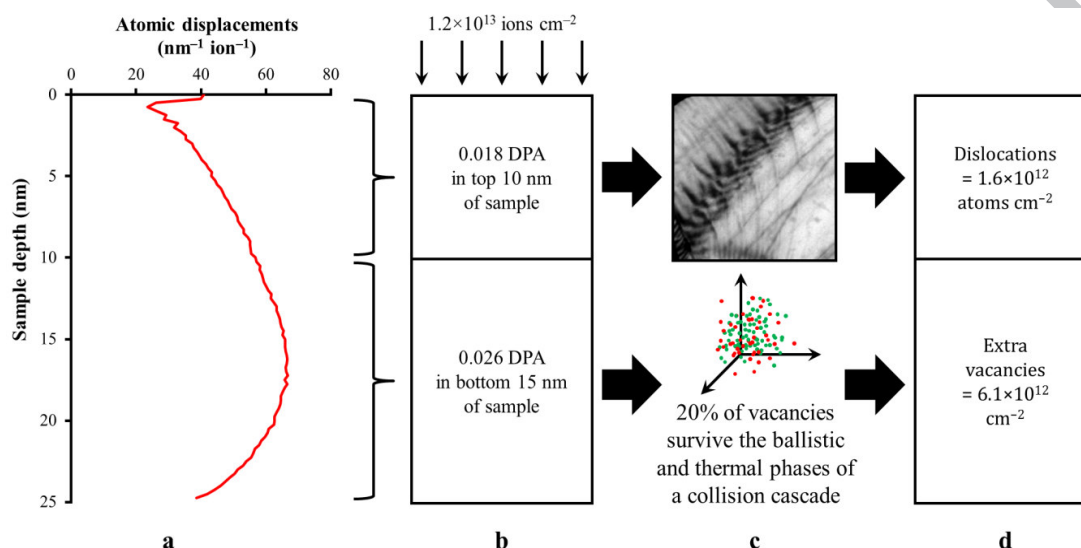 Atomic displacements
(nm⁻¹ ion⁻¹)
0 20 40 60 80
Sample depth (nm)
0
5
10
15
20
25
1.2×10¹³ ions cm⁻²
0.018 DPA
in top 10 nm
of sample
0.026 DPA
in bottom 15 nm
of sample
20% of vacancies
survive the ballistic
and thermal phases of
a collision cascade
Dislocations
= 1.6×10¹²
atoms cm⁻²
Extra
vacancies
= 6.1×10¹²
cm⁻²
a b c d